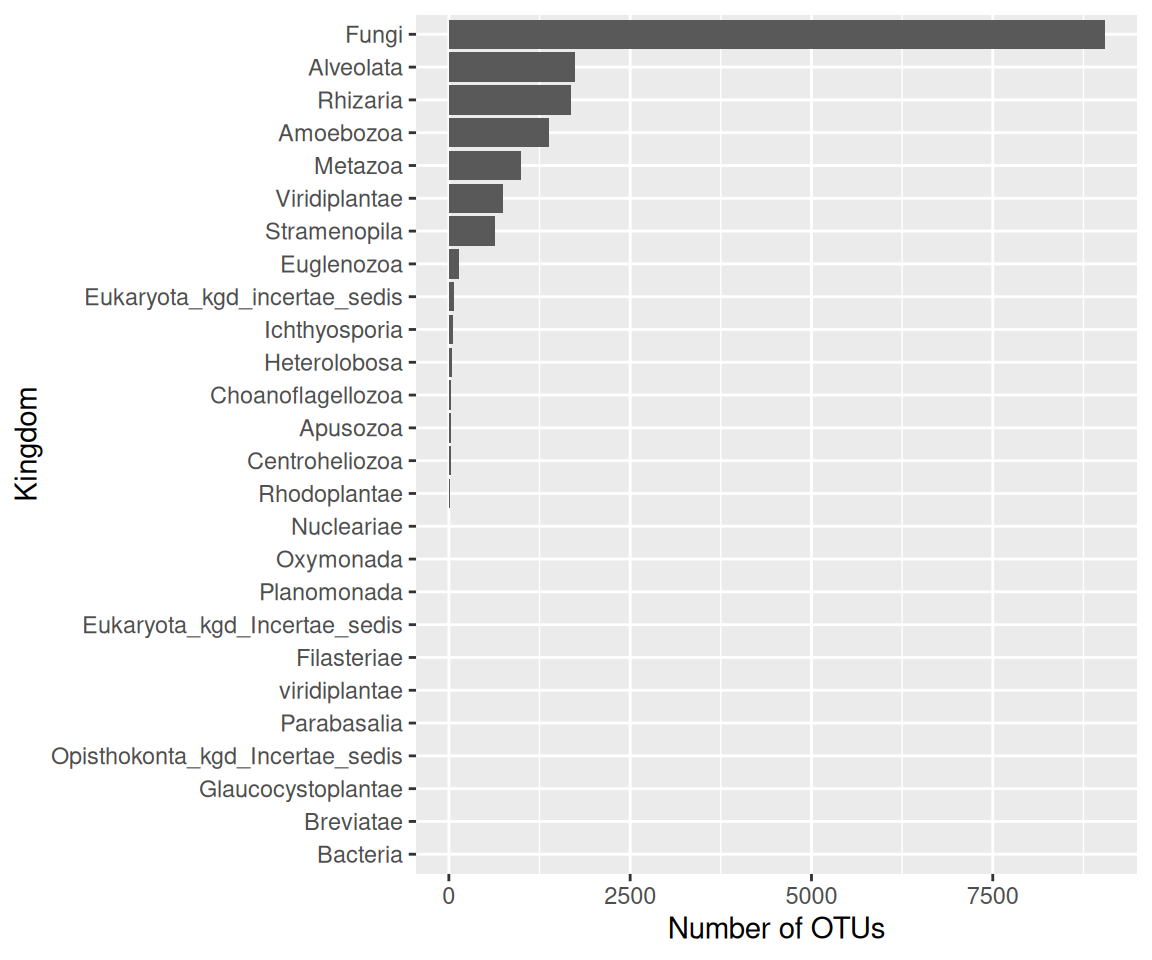 Fungi
Alveolata
Rhizaria
Amoebozoa
Metazoa
Viridiplantae
Stramenopila
Euglenozoa
Eukaryota_kgd_incertae_sedis
Ichthyosporia
Heterolobosa
Choanoflagellozoa
Apusozoa
Centroheliozoa
Rhodoplantae
Nucleariae
Oxymonada
Planomonada
Eukaryota_kgd_Incertae_sedis
Filasteriae
viridiplantae
Parabasalia
Opisthokonta_kgd_Incertae_sedis
Glaucocystoplantae
Breviatae
Bacteria
Kingdom
0 2500 5000 7500
Number of OTUs